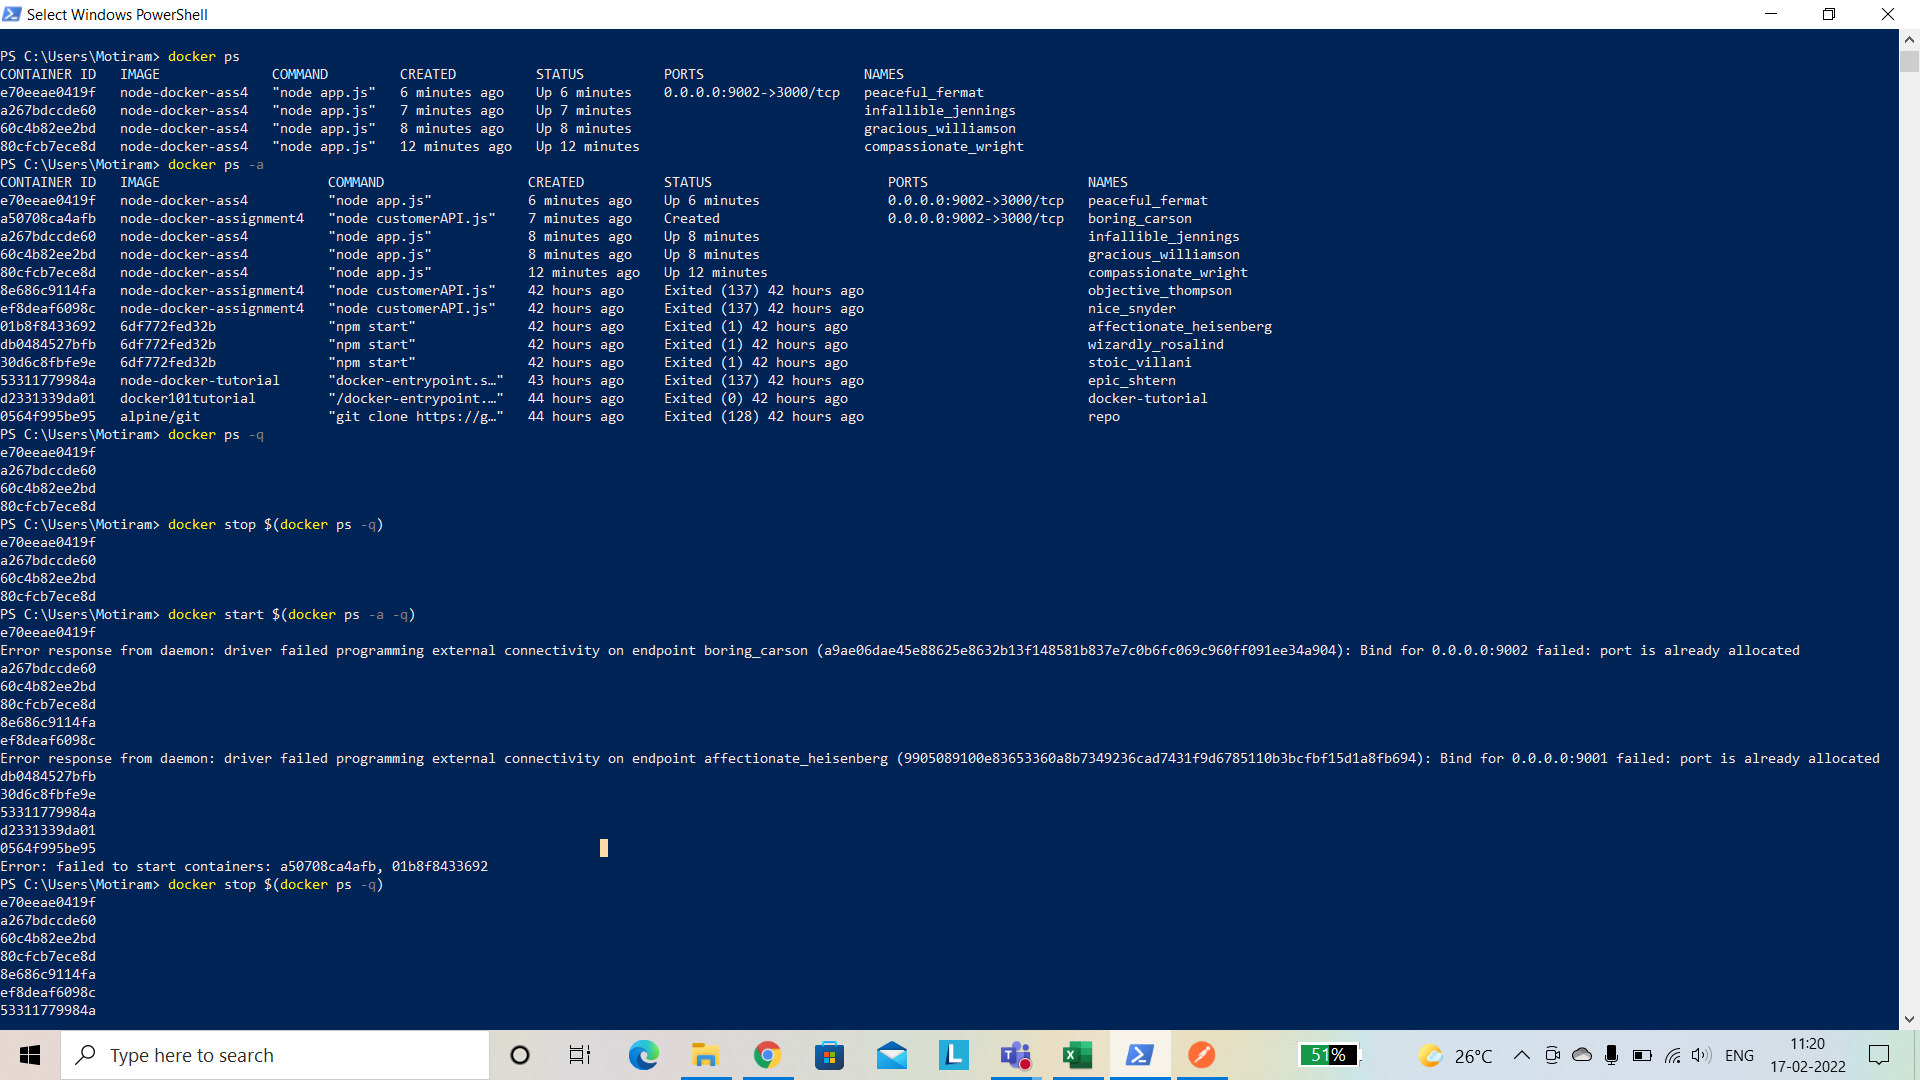 Select Windows PowerShell
PS C:\Users\Motiram> docker ps
CONTAINER ID   IMAGE              COMMAND         CREATED          STATUS          PORTS                    NAMES
e70eeae0419f   node-docker-ass4   "node app.js"   6 minutes ago    Up 6 minutes    0.0.0.0:9002->3000/tcp   peaceful_fermat
a267bdccde60   node-docker-ass4   "node app.js"   7 minutes ago    Up 7 minutes                             infallible_jennings
60c4b82ee2bd   node-docker-ass4   "node app.js"   8 minutes ago    Up 8 minutes                             gracious_williamson
80cfcb7ece8d   node-docker-ass4   "node app.js"   12 minutes ago   Up 12 minutes                            compassionate_wright
PS C:\Users\Motiram> docker ps -a
CONTAINER ID   IMAGE                     COMMAND                  CREATED          STATUS                      PORTS                    NAMES
e70eeae0419f   node-docker-ass4          "node app.js"            6 minutes ago    Up 6 minutes                0.0.0.0:9002->3000/tcp   peaceful_fermat
a50708ca4afb   node-docker-assignment4   "node customerAPI.js"    7 minutes ago    Created                     0.0.0.0:9002->3000/tcp   boring_carson
a267bdccde60   node-docker-ass4          "node app.js"            8 minutes ago    Up 8 minutes                                         infallible_jennings
60c4b82ee2bd   node-docker-ass4          "node app.js"            8 minutes ago    Up 8 minutes                                         gracious_williamson
80cfcb7ece8d   node-docker-ass4          "node app.js"            12 minutes ago   Up 12 minutes                                        compassionate_wright
8e686c9114fa   node-docker-assignment4   "node customerAPI.js"    42 hours ago     Exited (137) 42 hours ago                            objective_thompson
ef8deaf6098c   node-docker-assignment4   "node customerAPI.js"    42 hours ago     Exited (137) 42 hours ago                            nice_snyder
01b8f8433692   6df772fed32b              "npm start"              42 hours ago     Exited (1) 42 hours ago                              affectionate_heisenberg
db0484527bfb   6df772fed32b              "npm start"              42 hours ago     Exited (1) 42 hours ago                              wizardly_rosalind
30d6c8fbfe9e   6df772fed32b              "npm start"              42 hours ago     Exited (1) 42 hours ago                              stoic_villani
53311779984a   node-docker-tutorial      "docker-entrypoint.s…"   43 hours ago     Exited (137) 42 hours ago                            epic_shtern
d2331339da01   docker101tutorial         "/docker-entrypoint.…"   44 hours ago     Exited (0) 42 hours ago                              docker-tutorial
0564f995be95   alpine/git                "git clone https://g…"   44 hours ago     Exited (128) 42 hours ago                            repo
PS C:\Users\Motiram> docker ps -q
e70eeae0419f
a267bdccde60
60c4b82ee2bd
80cfcb7ece8d
PS C:\Users\Motiram> docker stop $(docker ps -q)
e70eeae0419f
a267bdccde60
60c4b82ee2bd
80cfcb7ece8d
PS C:\Users\Motiram> docker start $(docker ps -a -q)
e70eeae0419f
Error response from daemon: driver failed programming external connectivity on endpoint boring_carson (a9ae06dae45e88625e8632b13f148581b837e7c0b6fc069c960ff091ee34a904): Bind for 0.0.0.0:9002 failed: port is already allocated
a267bdccde60
60c4b82ee2bd
80cfcb7ece8d
8e686c9114fa
ef8deaf6098c
Error response from daemon: driver failed programming external connectivity on endpoint affectionate_heisenberg (9905089100e83653360a8b7349236cad7431f9d6785110b3bcfbf15d1a8fb694): Bind for 0.0.0.0:9001 failed: port is already allocated
db0484527bfb
30d6c8fbfe9e
53311779984a
d2331339da01
0564f995be95
Error: failed to start containers: a50708ca4afb, 01b8f8433692
PS C:\Users\Motiram> docker stop $(docker ps -q)
e70eeae0419f
a267bdccde60
60c4b82ee2bd
80cfcb7ece8d
8e686c9114fa
ef8deaf6098c
53311779984a
Type here to search
51%
26°C
ENG
11:20
17-02-2022